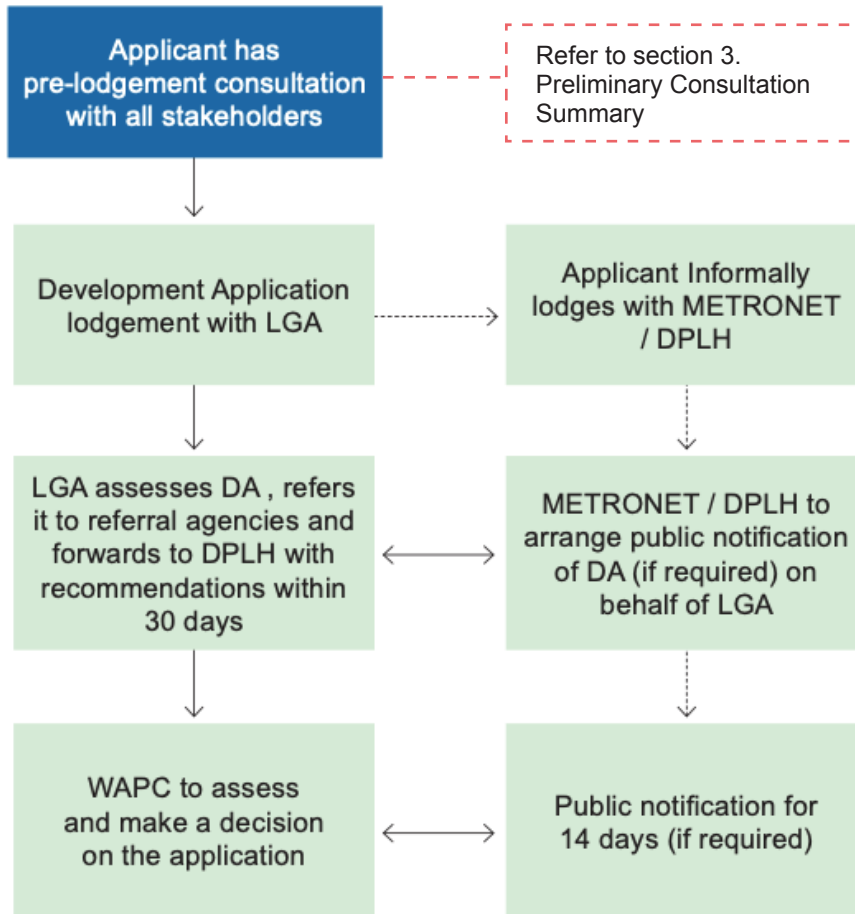 Applicant has
pre-lodgement consultation
with all stakeholders
Refer to section 3.
Preliminary Consultation
Summary
Development Application
lodgement with LGA
Applicant Informally
lodges with METRONET
/ DPLH
LGA assesses DA , refers
it to referral agencies and
forwards to DPLH with
recommendations within
30 days
METRONET / DPLH to
arrange public notification
of DA (if required) on
behalf of LGA
WAPC to assess
and make a decision
on the application
Public notification for
14 days (if required)